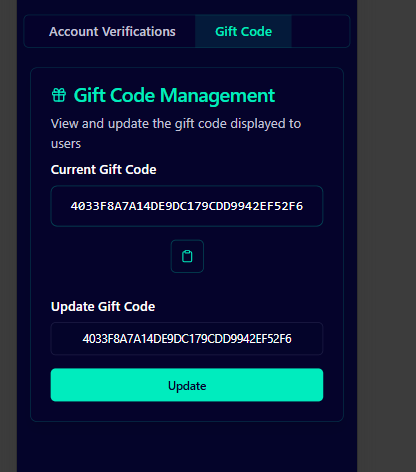 Account Verifications
Gift Code
Gift Code Management
View and update the gift code displayed to
users
Current Gift Code
4033F8A7A14DE9DC179CDD9942EF52F6
Update Gift Code
4033F8A7A14DE9DC179CDD9942EF52F6
Update